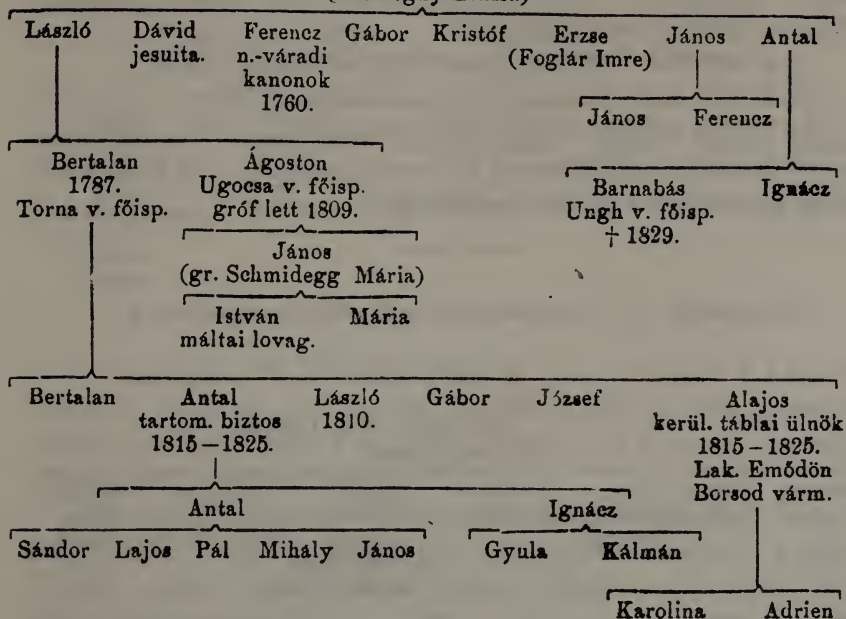 László Dávid Ferencz Gábor Kristóf Erzse János Antal
jesuita. n.-váradi (Foglár Imre)
kanonok
1760.
János Ferencz
Bertalan Ágoston
1787. Ugocsa v. főisp. Barnabás Ignácz
Torna v. főisp. gróf lett 1809. Ungh v. főisp.
† 1829.
János
(gr. Schmidegg Mária)
István Mária
máltai lovag.
Bertalan Antal László Gábor József Alajos
tartom. biztos 1810. kerül. táblai ülnök
1815–1825. 1815–1825.
Lak. Emődön
Borsod várm.
Antal Ignácz
Sándor Lajos Pál Mihály János Gyula Kálmán
Karolina Adrien